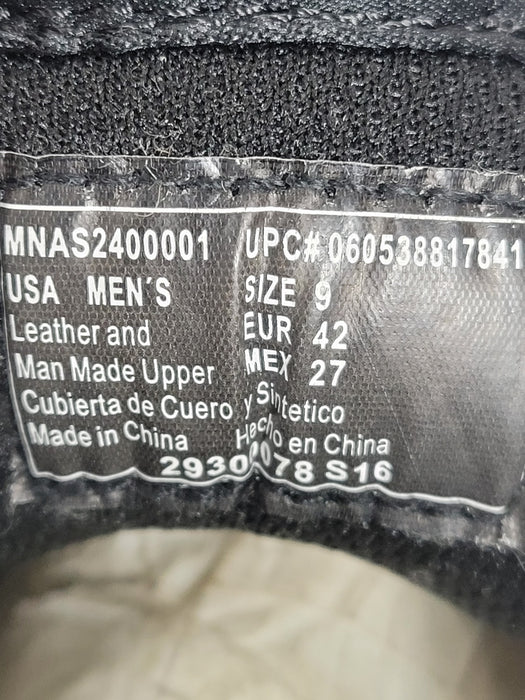 MNAS2400001 UPC# 060538817841
USA MEN´S SIZE 9
Leather and EUR 42
Man Made Upper MEX 27
Cubierta de Cuero y Sintetico
Made in China Hecho en China
29300078 S16